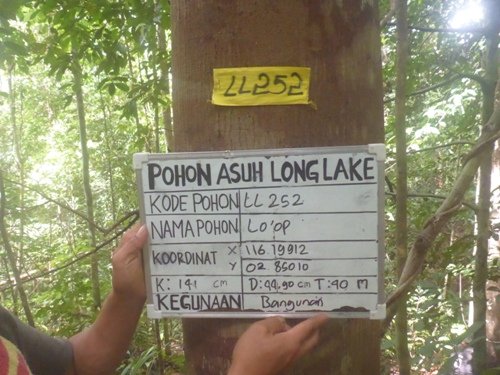 LL252
POHON ASUH LONG LAKE
KODE POHON LL 252
NAMA POHON Lo'op
KOORDINAT X 116.19912
Y 02.85010
K: 141 cm D: 44,90 cm T: 40 M
KEGUNAAN Bangunan